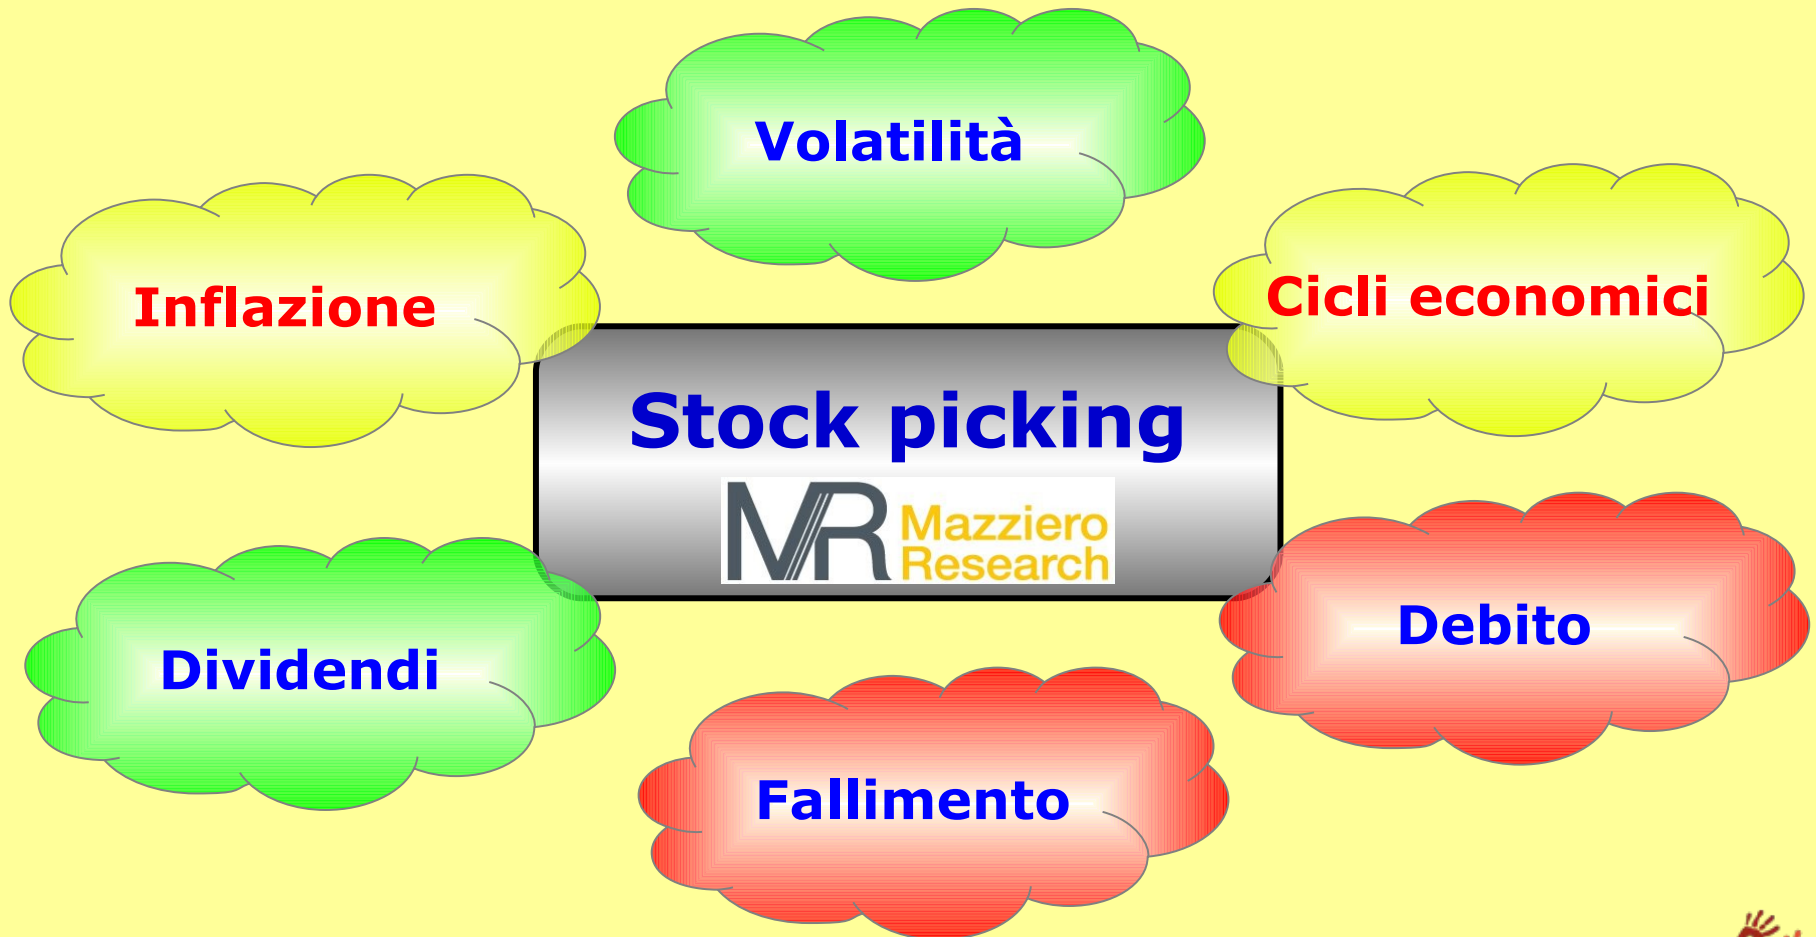 Volatilità
Inflazione
Cicli economici
Stock picking
MR Mazziero
Research
Debito
Dividendi
Fallimento